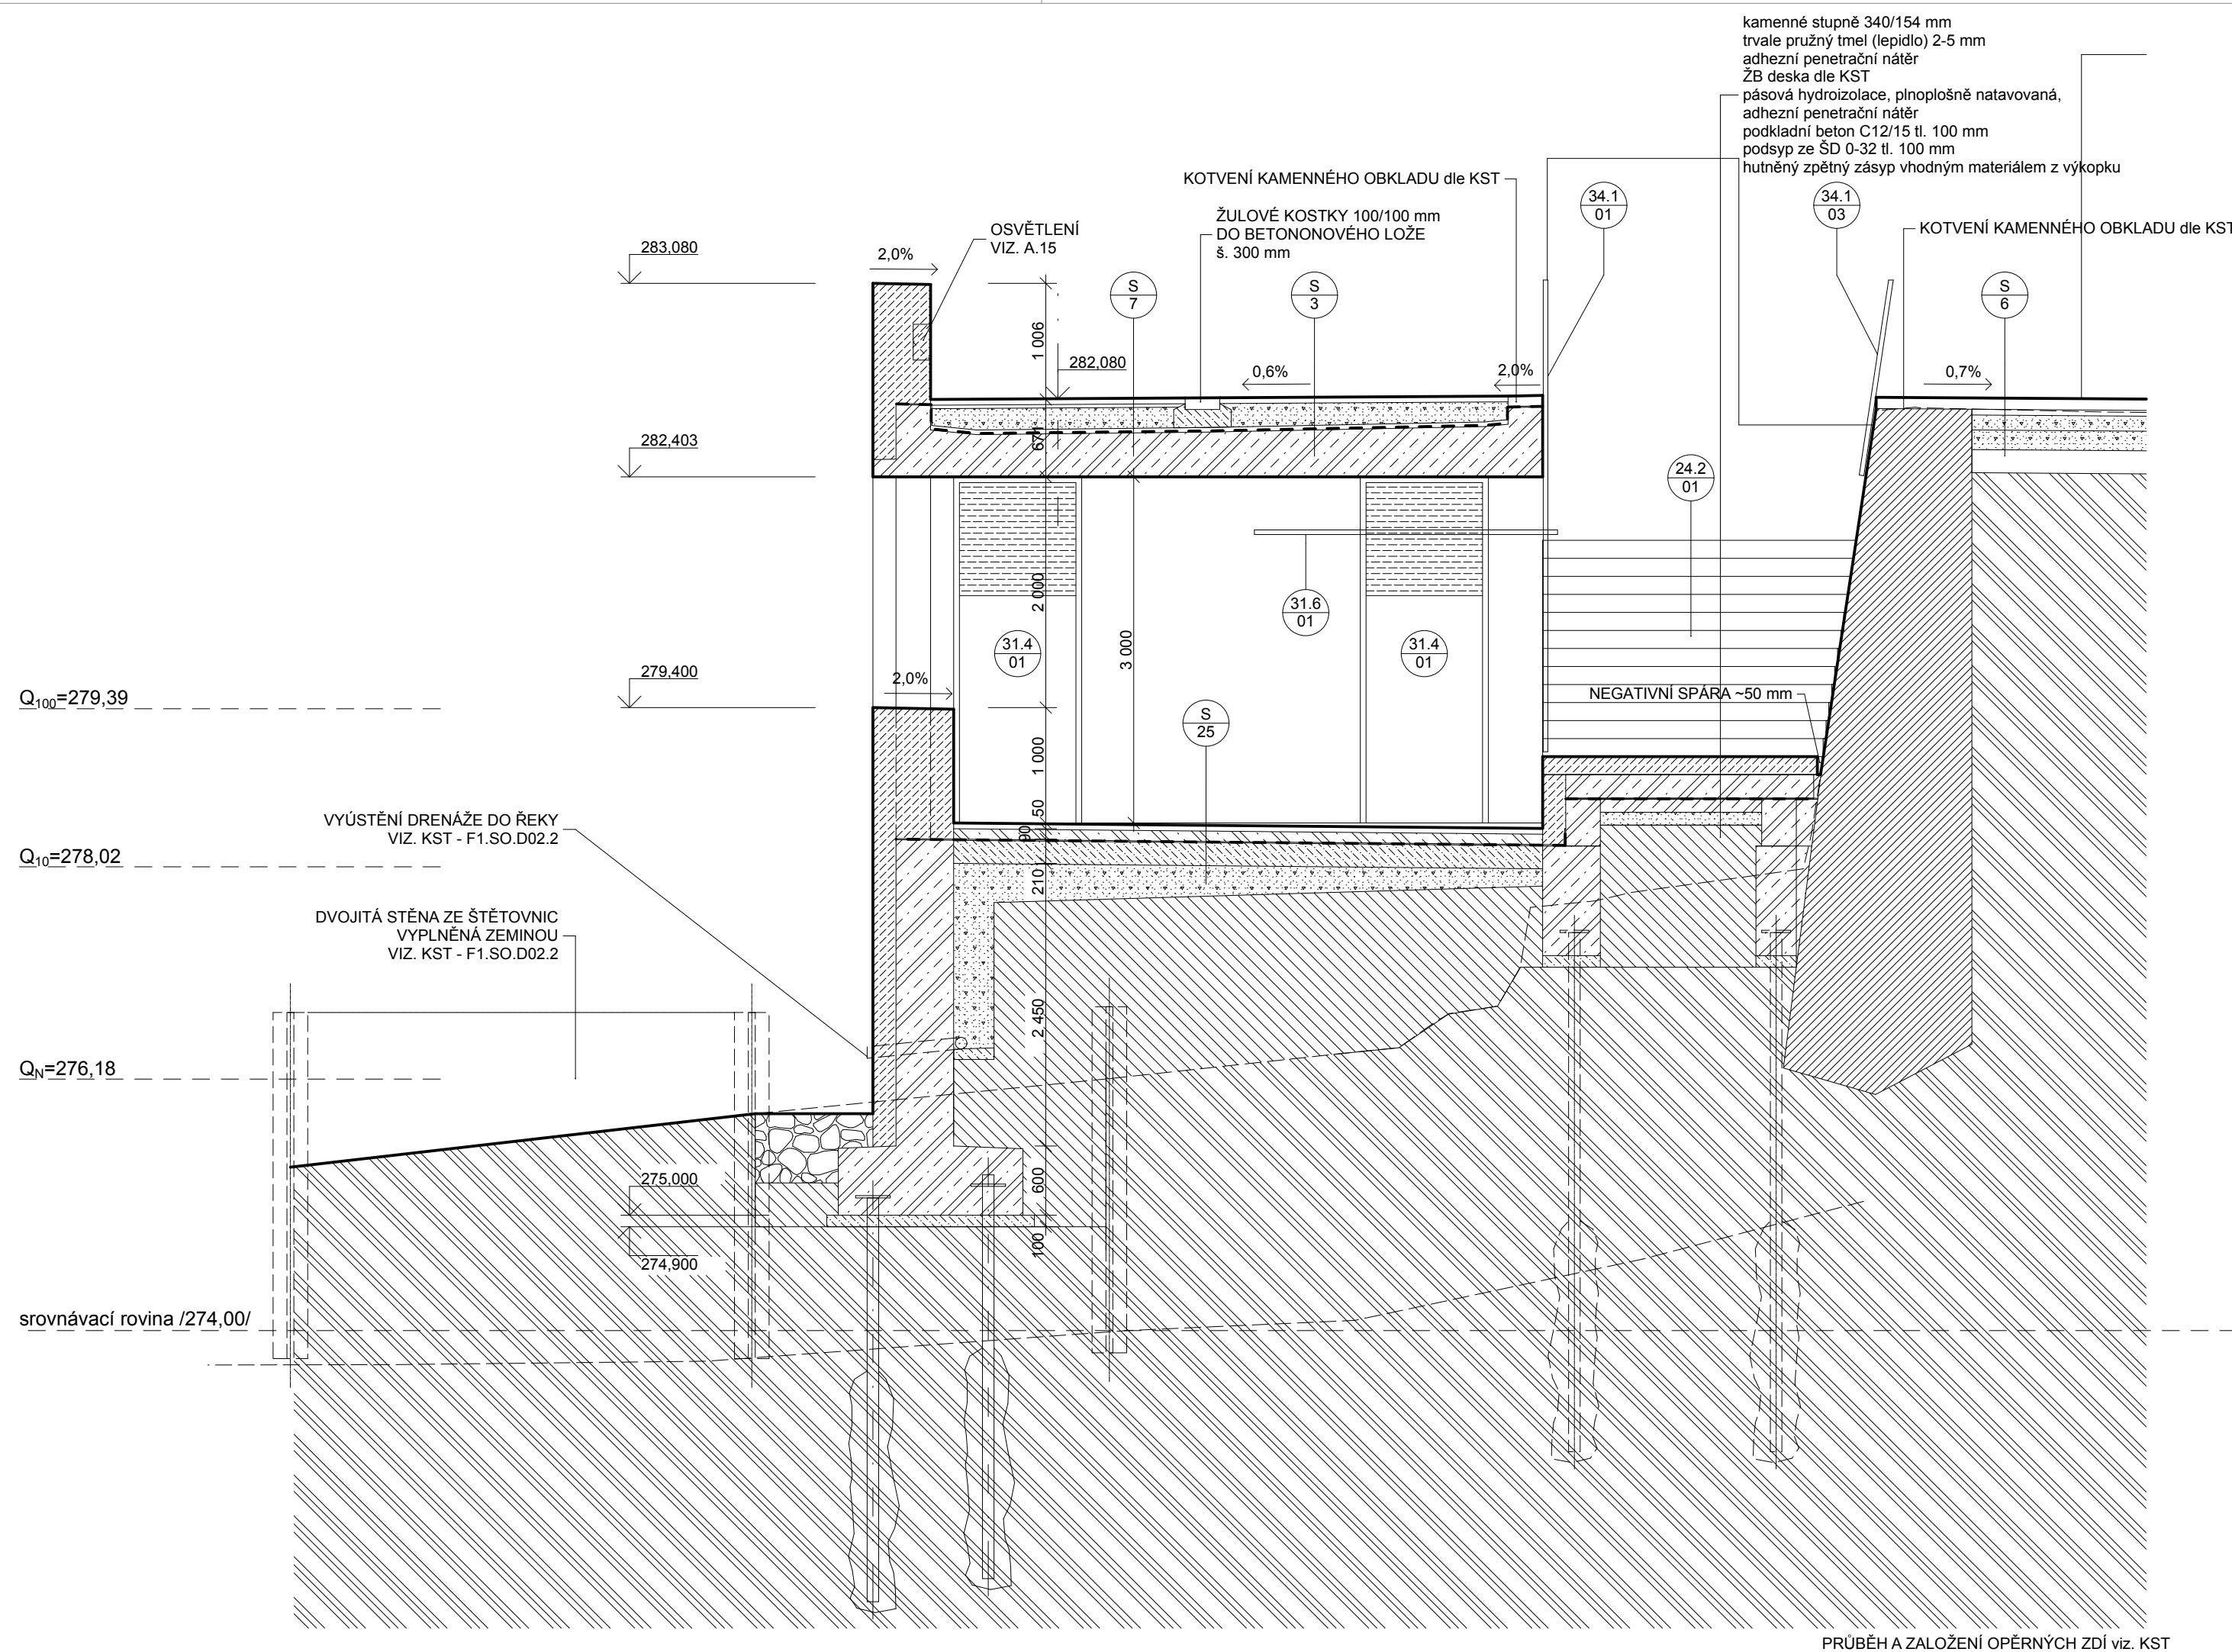 kamenné stupně 340/154 mm
trvale pružný tmel (lepidlo) 2-5 mm
adhezní penetrační nátěr
ŽB deska dle KST
pásová hydroizolace, plnoplošně natavovaná,
adhezní penetrační nátěr
podkladní beton C12/15 tl. 100 mm
podsyp ze ŠD 0-32 tl. 100 mm
hutněný zpětný zásyp vhodným materiálem z výkopku
KOTVENÍ KAMENNÉHO OBKLADU dle KST
ŽULOVÉ KOSTKY 100/100 mm
DO BETONONOVÉHO LOŽE
š. 300 mm
34.1
01
34.1
03
KOTVENÍ KAMENNÉHO OBKLADU dle KST
OSVĚTLENÍ
VIZ. A.15
283,080
2,0%
S
7
S
3
S
6
1 006
282,080
0,6%
2,0%
0,7%
282,403
24.2
01
2 000
31.6
01
3 000
31.4
01
31.4
01
279,400
2,0%
Q100=279,39
NEGATIVNÍ SPÁRA ~50 mm
S
25
1 000
50
90
VYÚSTĚNÍ DRENÁŽE DO ŘEKY
VIZ. KST - F1.SO.D02.2
Q10=278,02
210
DVOJITÁ STĚNA ZE ŠTĚTOVNIC
VYPLNĚNÁ ZEMINOU
VIZ. KST - F1.SO.D02.2
2 450
QN=276,18
275,000
600
100
274,900
srovnávací rovina /274,00/
PRŮBĚH A ZALOŽENÍ OPĚRNÝCH ZDÍ viz. KST